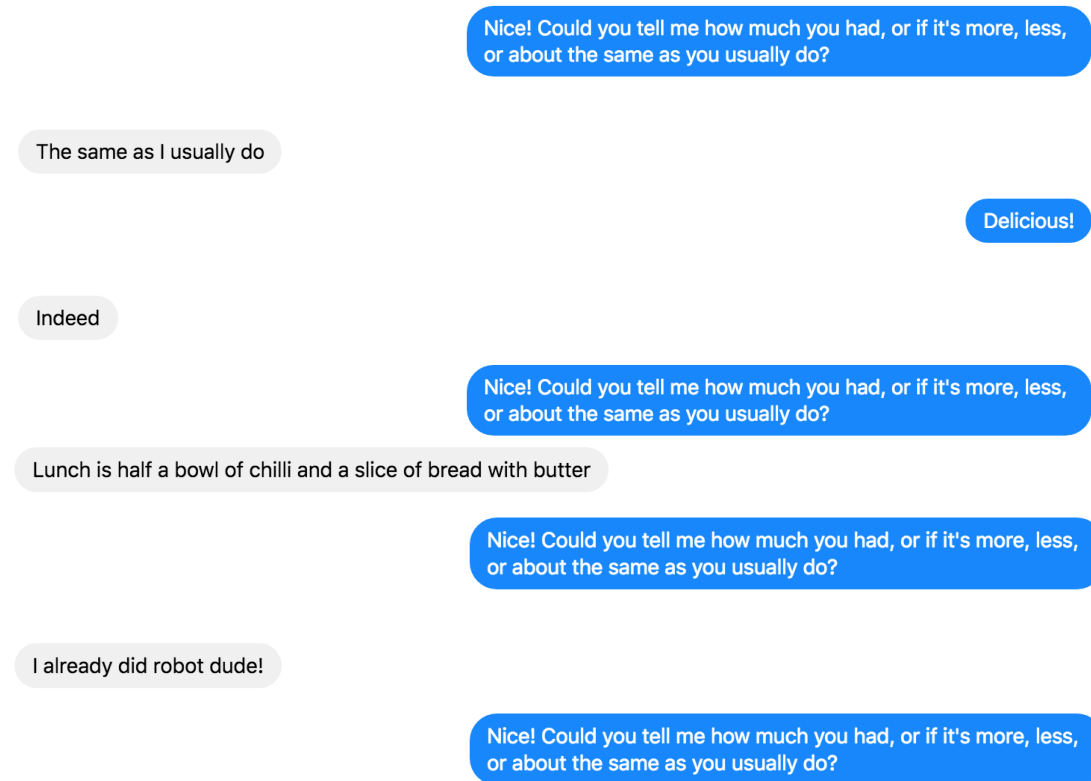 Nice! Could you tell me how much you had, or if it's more, less,
or about the same as you usually do?
The same as I usually do
Delicious!
Indeed
Nice! Could you tell me how much you had, or if it's more, less,
or about the same as you usually do?
Lunch is half a bowl of chilli and a slice of bread with butter
Nice! Could you tell me how much you had, or if it's more, less,
or about the same as you usually do?
I already did robot dude!
Nice! Could you tell me how much you had, or if it's more, less,
or about the same as you usually do?